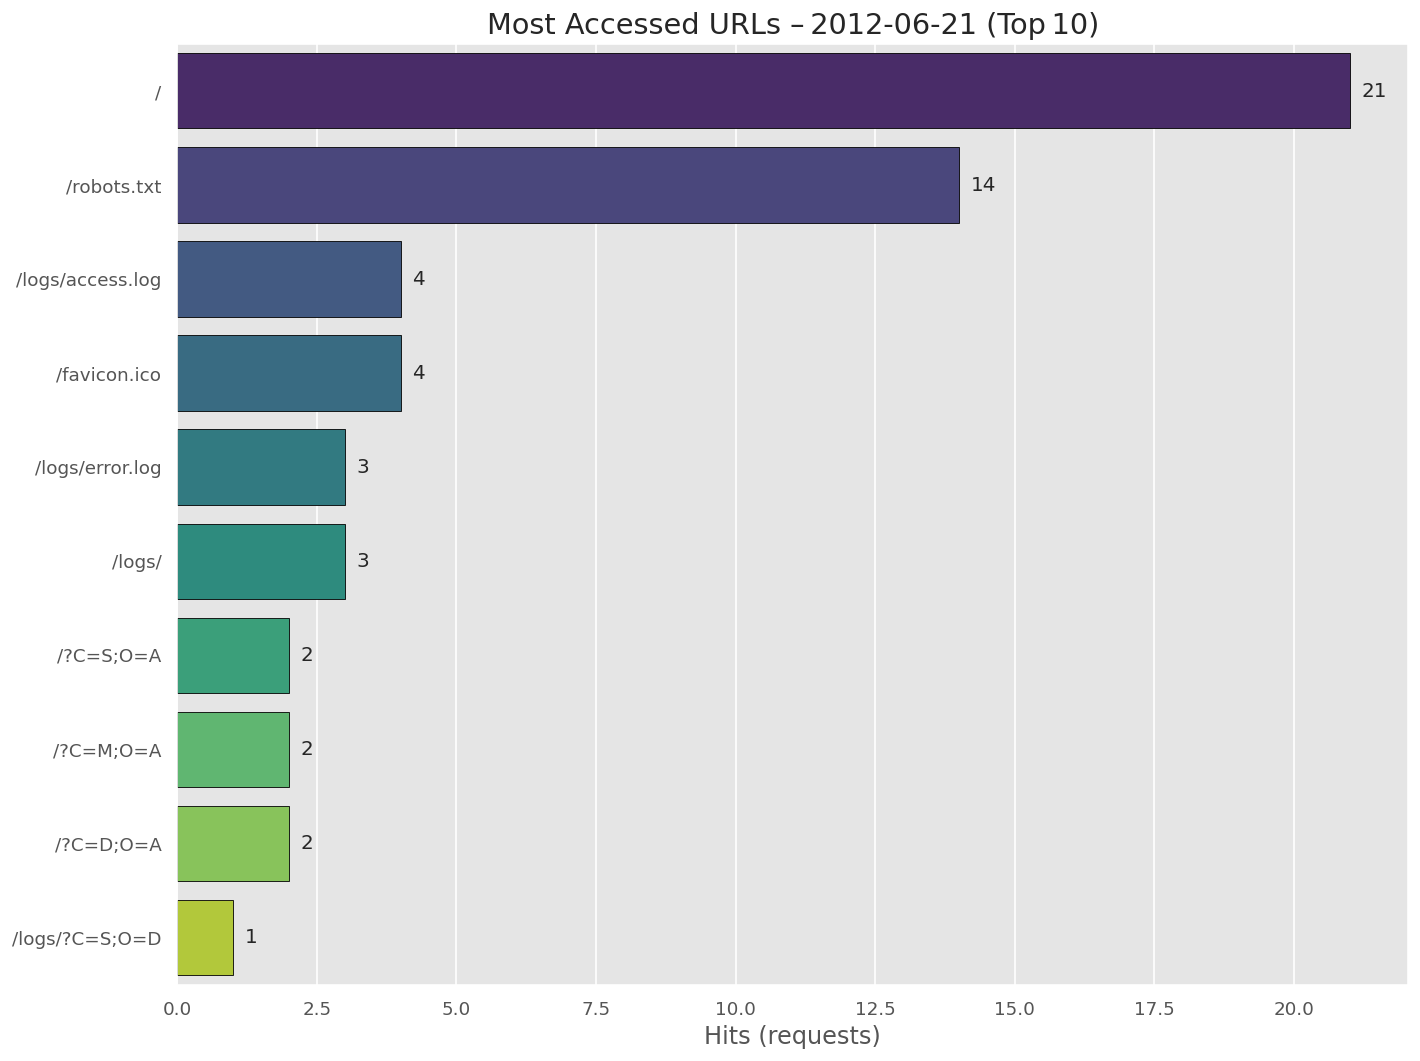 Most Accessed URLs – 2012-06-21 (Top 10)
/ 21
/robots.txt 14
/logs/access.log 4
/favicon.ico 4
/logs/error.log 3
/logs/ 3
/?C=S;O=A 2
/?C=M;O=A 2
/?C=D;O=A 2
/logs/?C=S;O=D 1
0.0 2.5 5.0 7.5 10.0 12.5 15.0 17.5 20.0
Hits (requests)